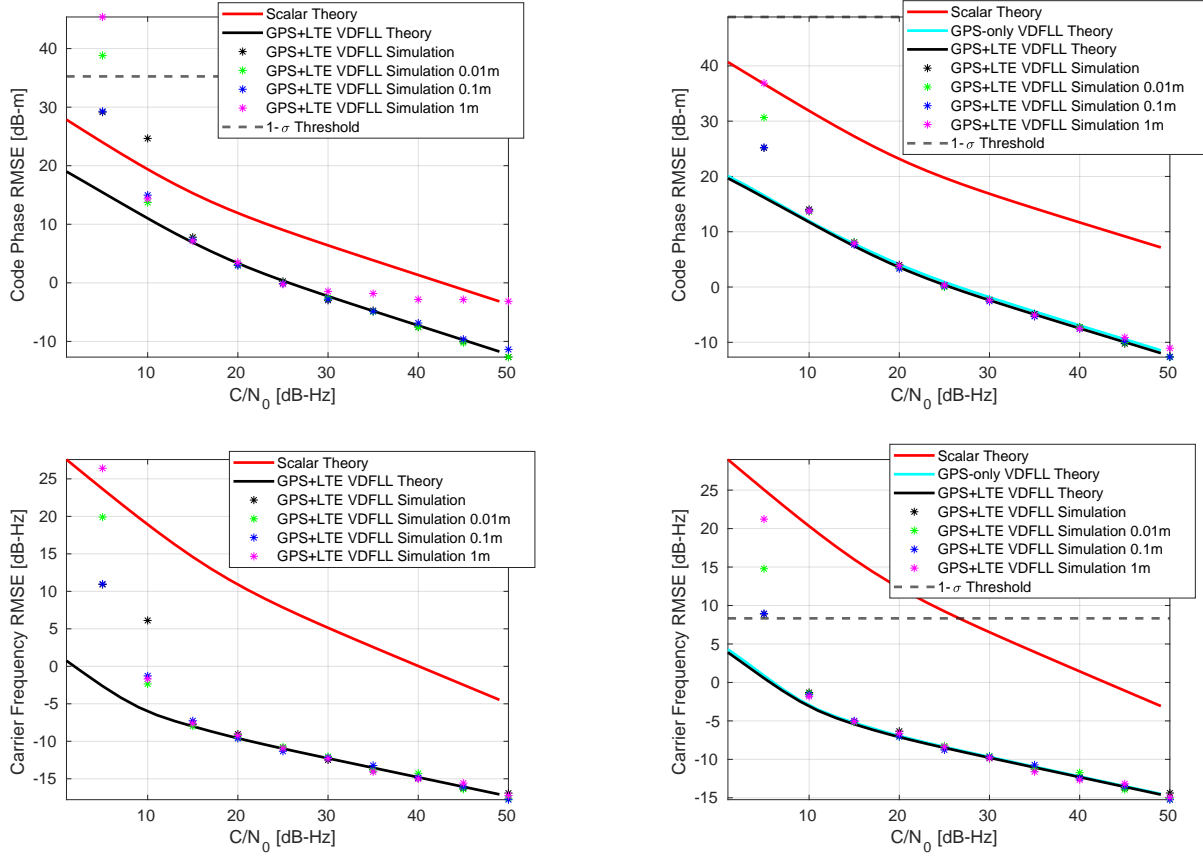 Scalar Theory
GPS+LTE VDFLL Theory
GPS+LTE VDFLL Simulation
GPS+LTE VDFLL Simulation 0.01m
GPS+LTE VDFLL Simulation 0.1m
GPS+LTE VDFLL Simulation 1m
1-σ Threshold
Code Phase RMSE [dB-m]
40
30
20
10
0
-10
10
20
30
40
50
C/N0 [dB-Hz]
Scalar Theory
GPS-only VDFLL Theory
GPS+LTE VDFLL Theory
GPS+LTE VDFLL Simulation
GPS+LTE VDFLL Simulation 0.01m
GPS+LTE VDFLL Simulation 0.1m
GPS+LTE VDFLL Simulation 1m
1-σ Threshold
Code Phase RMSE [dB-m]
40
30
20
10
0
-10
10
20
30
40
50
C/N0 [dB-Hz]
Scalar Theory
GPS+LTE VDFLL Theory
GPS+LTE VDFLL Simulation
GPS+LTE VDFLL Simulation 0.01m
GPS+LTE VDFLL Simulation 0.1m
GPS+LTE VDFLL Simulation 1m
Carrier Frequency RMSE [dB-Hz]
25
20
15
10
5
0
-5
-10
-15
10
20
30
40
50
C/N0 [dB-Hz]
Scalar Theory
GPS-only VDFLL Theory
GPS+LTE VDFLL Theory
GPS+LTE VDFLL Simulation
GPS+LTE VDFLL Simulation 0.01m
GPS+LTE VDFLL Simulation 0.1m
GPS+LTE VDFLL Simulation 1m
1-σ Threshold
Carrier Frequency RMSE [dB-Hz]
25
20
15
10
5
0
-5
-10
-15
10
20
30
40
50
C/N0 [dB-Hz]